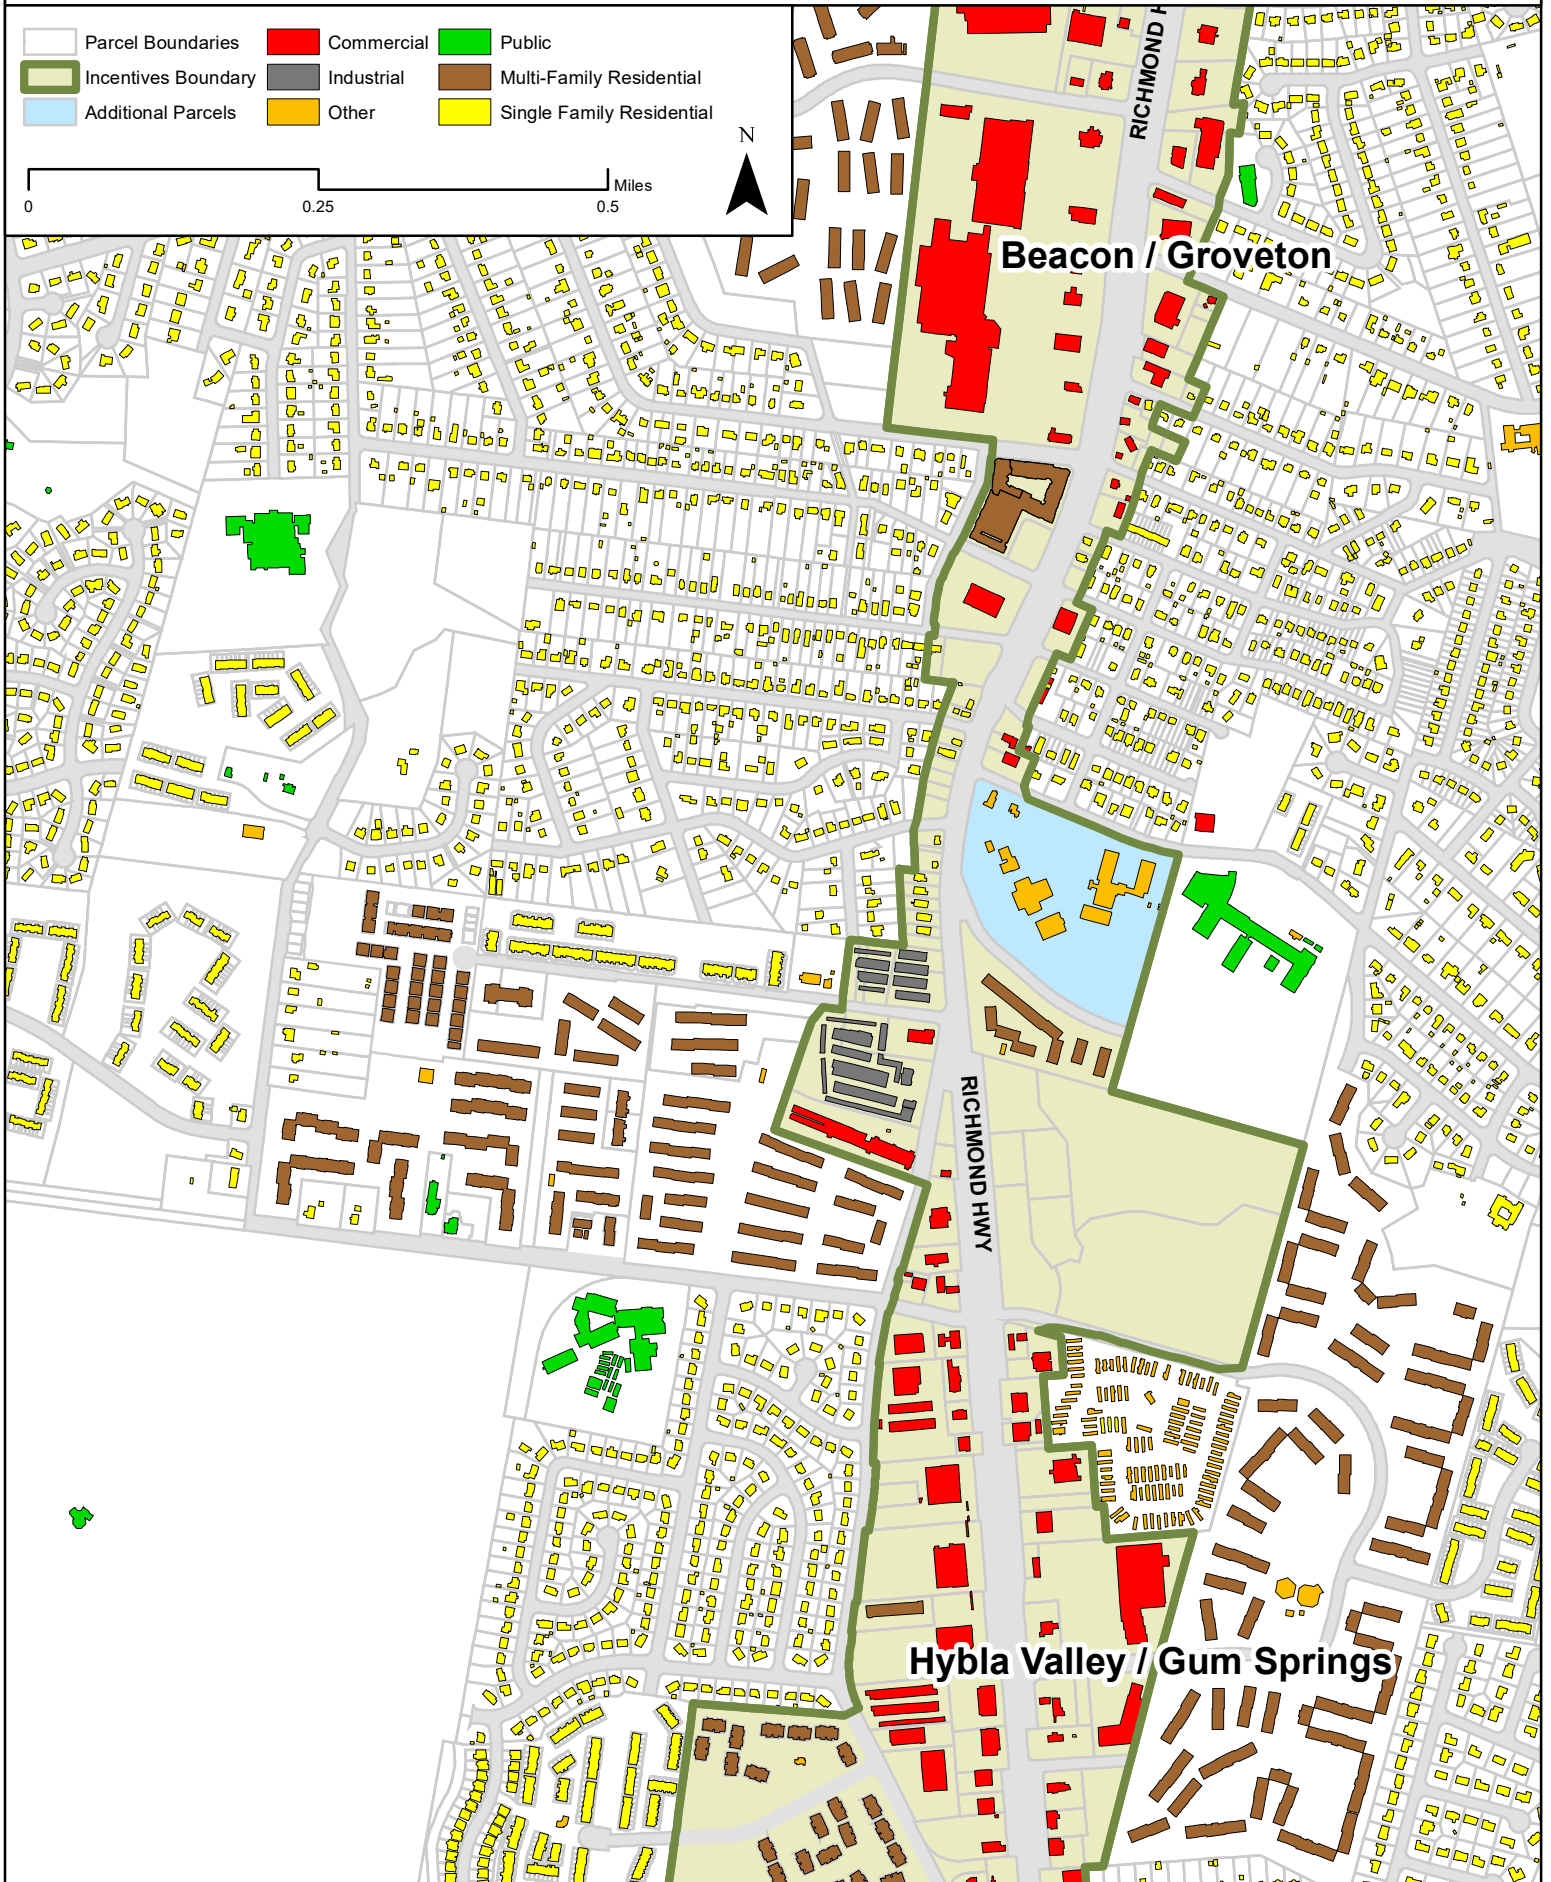 Parcel Boundaries
Commercial
Public
Incentives Boundary
Industrial
Multi-Family Residential
Additional Parcels
Other
Single Family Residential
N
Miles
0
0.25
0.5
RICHMOND H
Beacon / Groveton
RICHMOND HWY
Hybla Valley / Gum Springs